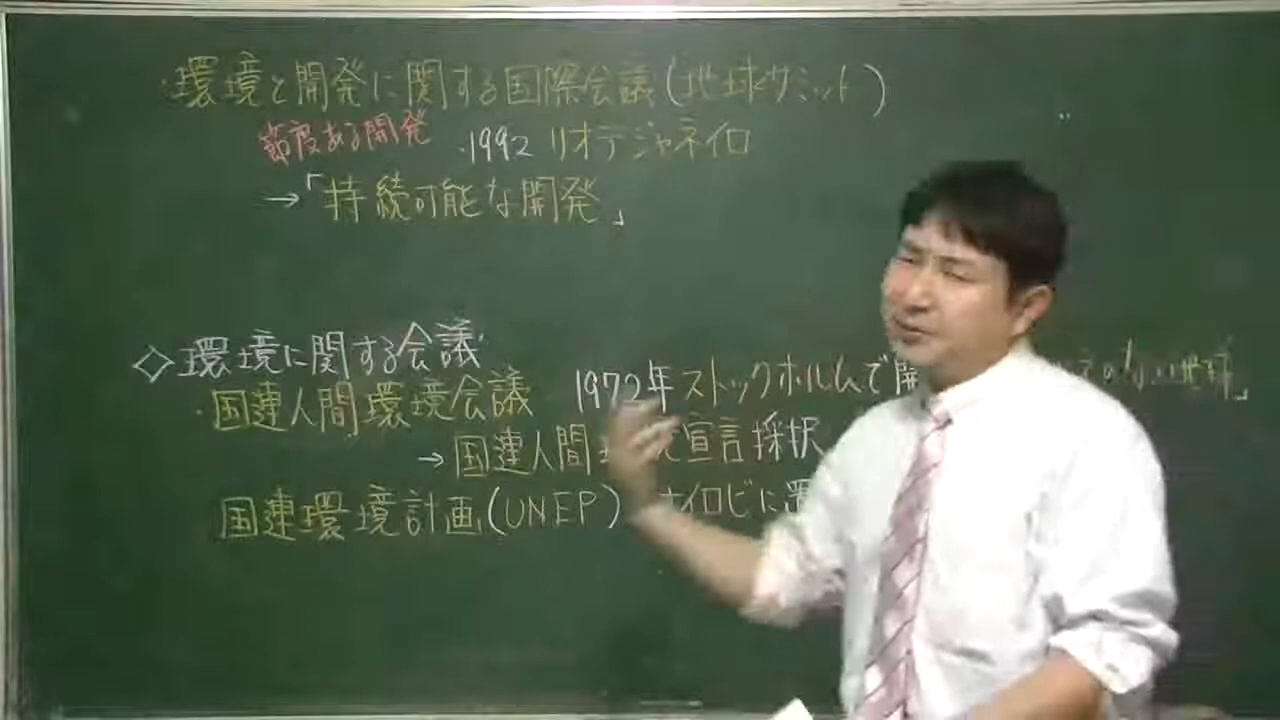 ・環境と開発に関する国際会議(地球サミット)
節度ある開発 ・1992 リオデジャネイロ
→「持続可能な開発」
◇環境に関する会議
・国連人間環境会議 1972年ストックホルムで開 地球」
→国連人間 宣言採択
国連環境計画(UNEP) ナイロビに置